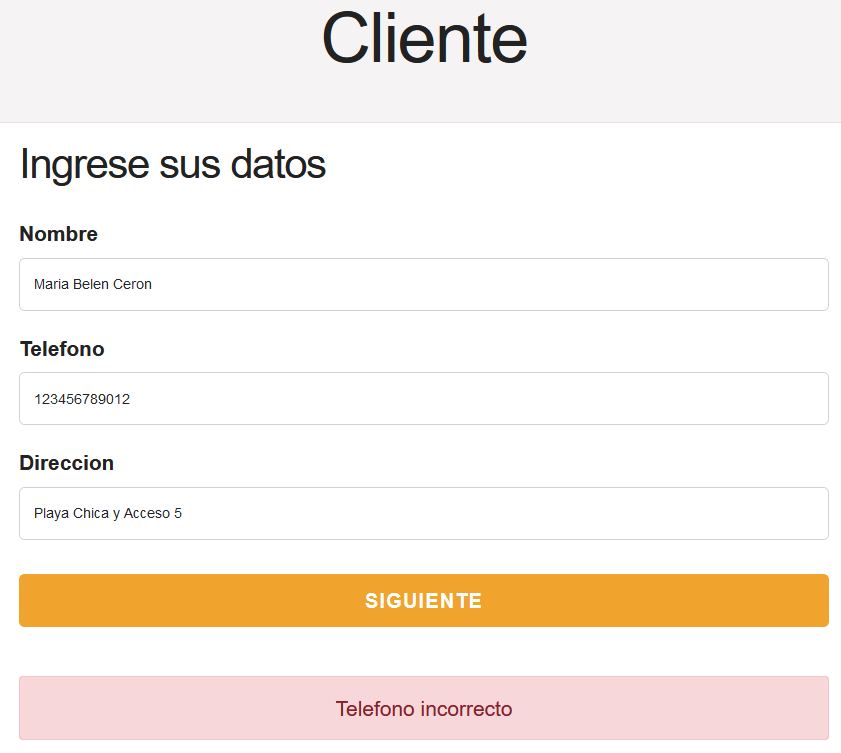 Cliente
Ingrese sus datos
Nombre
Maria Belen Ceron
Telefono
123456789012
Direccion
Playa Chica y Acceso 5
SIGUIENTE
Telefono incorrecto